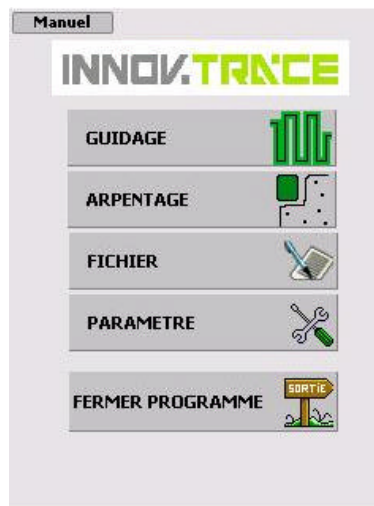 Manuel
INNOV.TRACE
GUIDAGE
ARPENTAGE
FICHIER
PARAMETRE
FERMER PROGRAMME
SORTiE